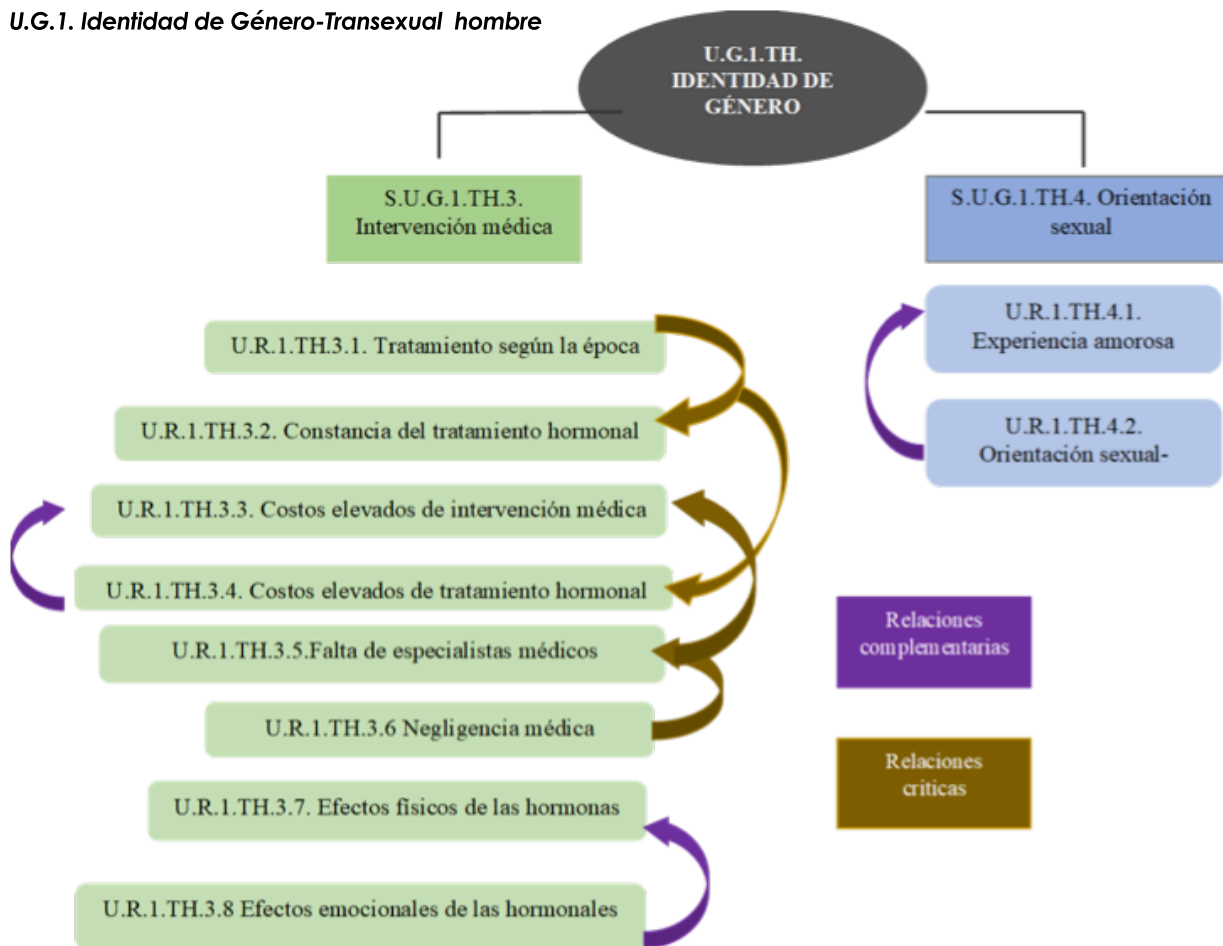 U.G.1. Identidad de Género-Transexual hombre
U.G.1.TH.
IDENTIDAD DE
GÉNERO
S.U.G.1.TH.3.
Intervención médica
S.U.G.1.TH.4. Orientación
sexual
U.R.1.TH.3.1. Tratamiento según la época
U.R.1.TH.3.2. Constancia del tratamiento hormonal
U.R.1.TH.3.3. Costos elevados de intervención médica
U.R.1.TH.3.4. Costos elevados de tratamiento hormonal
U.R.1.TH.3.5.Falta de especialistas médicos
U.R.1.TH.3.6 Negligencia médica
U.R.1.TH.3.7. Efectos físicos de las hormonas
U.R.1.TH.3.8 Efectos emocionales de las hormonales
U.R.1.TH.4.1.
Experiencia amorosa
U.R.1.TH.4.2.
Orientación sexual-
Relaciones
complementarias
Relaciones
criticas